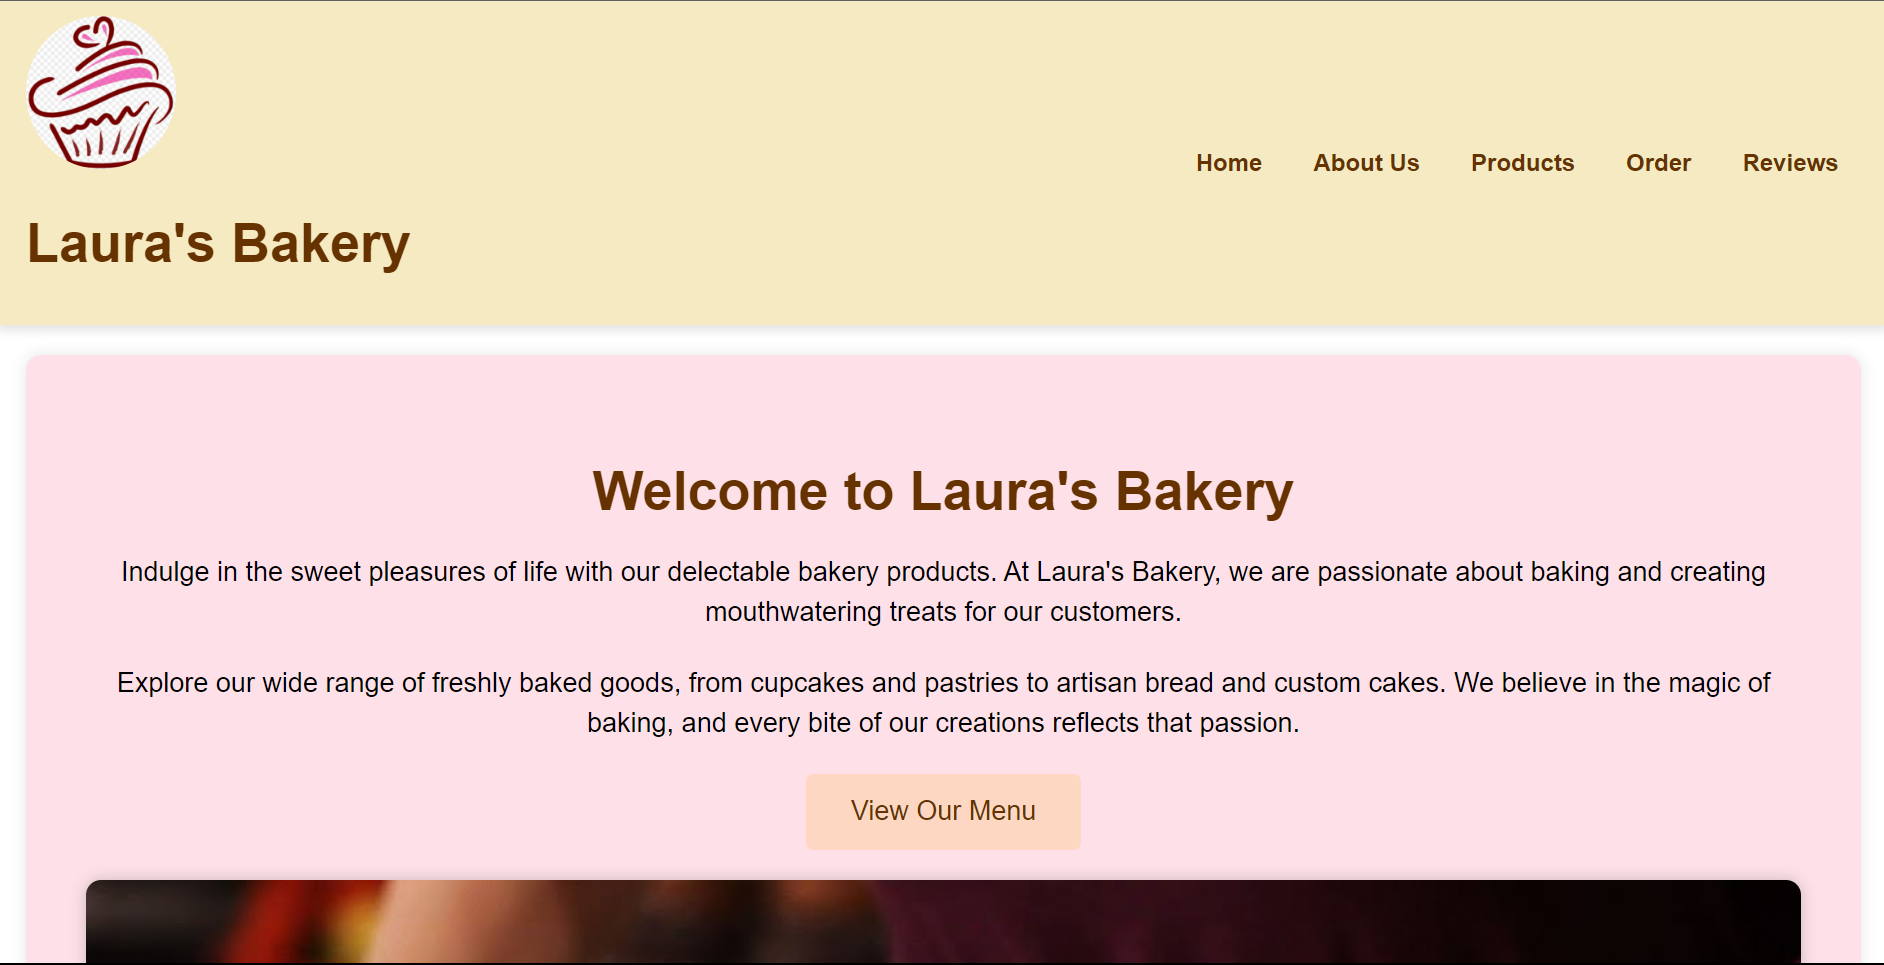 Home About Us Products Order Reviews
Laura's Bakery
Welcome to Laura's Bakery
Indulge in the sweet pleasures of life with our delectable bakery products. At Laura's Bakery, we are passionate about baking and creating
mouthwatering treats for our customers.
Explore our wide range of freshly baked goods, from cupcakes and pastries to artisan bread and custom cakes. We believe in the magic of
baking, and every bite of our creations reflects that passion.
View Our Menu